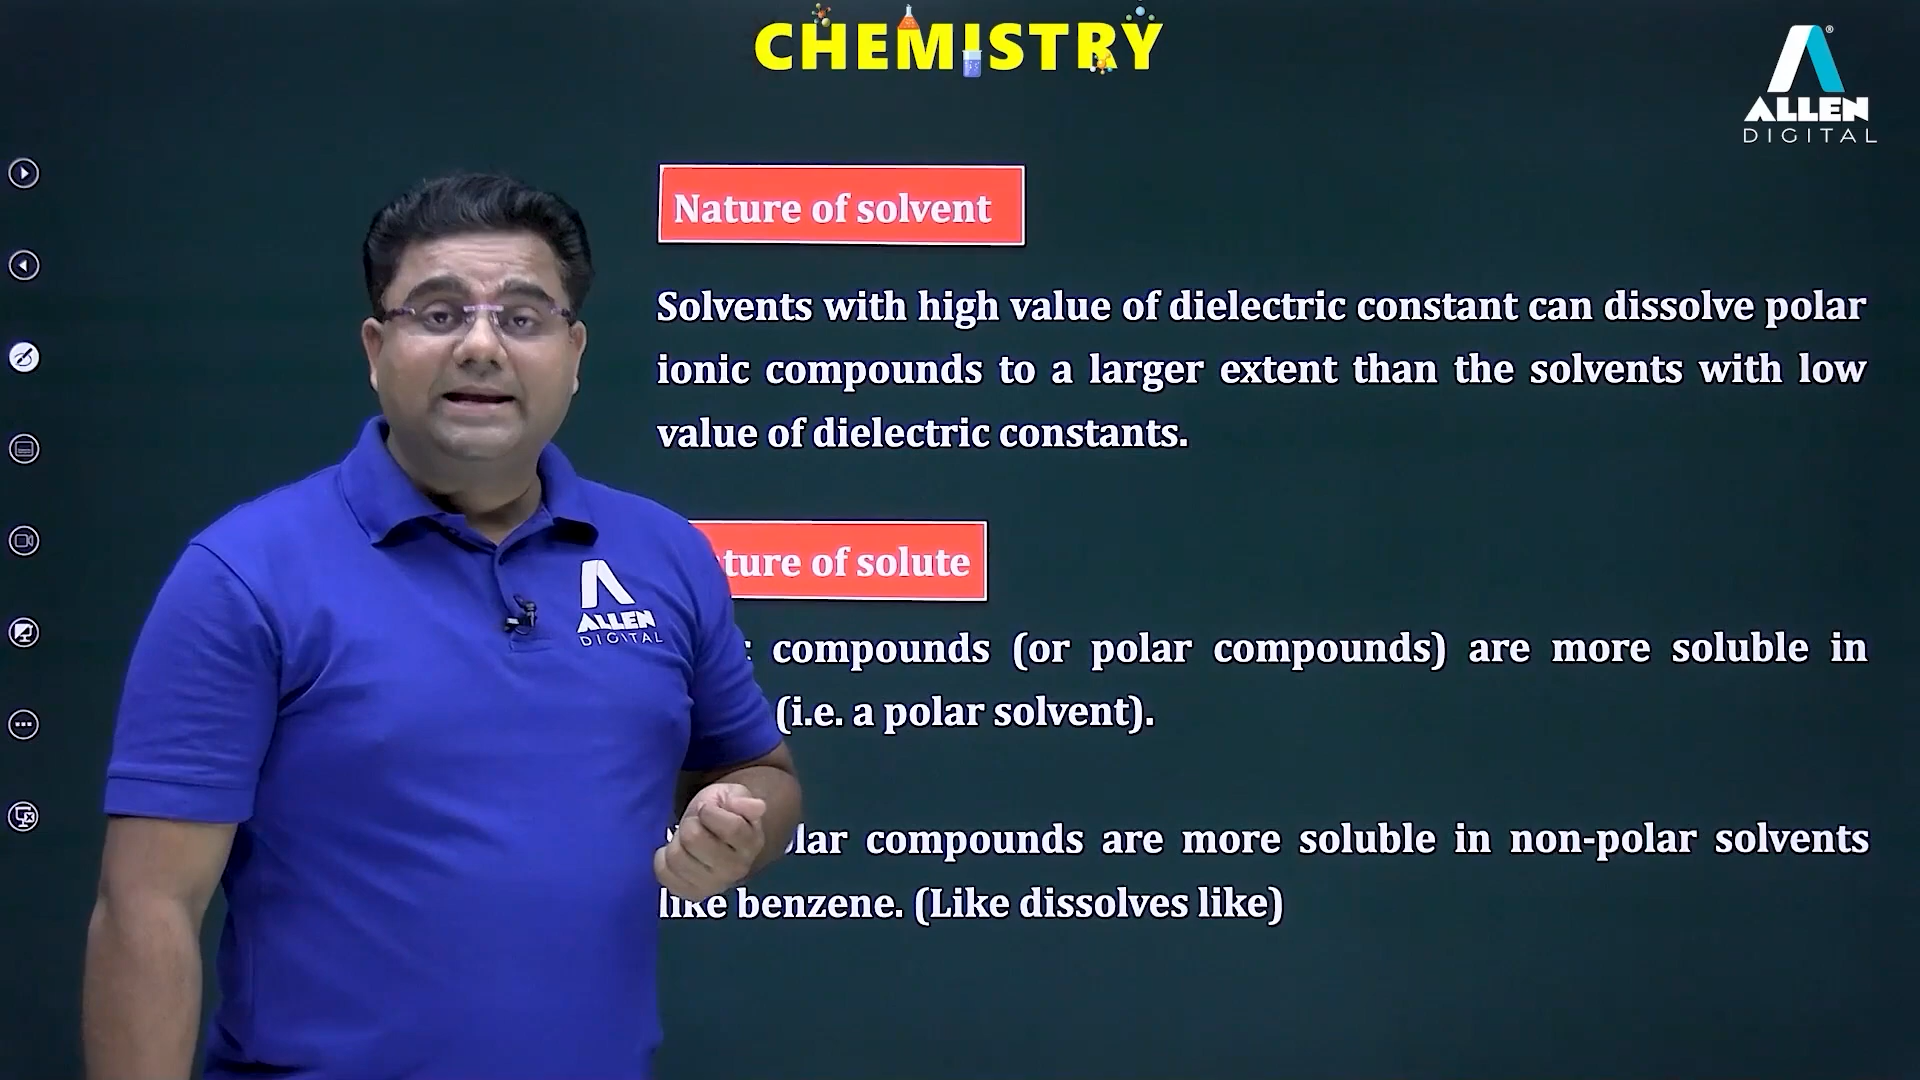 CHEMISTRY
ALLEN
DIGITAL
Nature of solvent
Solvents with high value of dielectric constant can dissolve polar
ionic compounds to a larger extent than the solvents with low
value of dielectric constants.
ture of solute
compounds (or polar compounds) are more soluble in
(i.e. a polar solvent).
lar compounds are more soluble in non-polar solvents
like benzene. (Like dissolves like)
ALLEN
DIGITAL